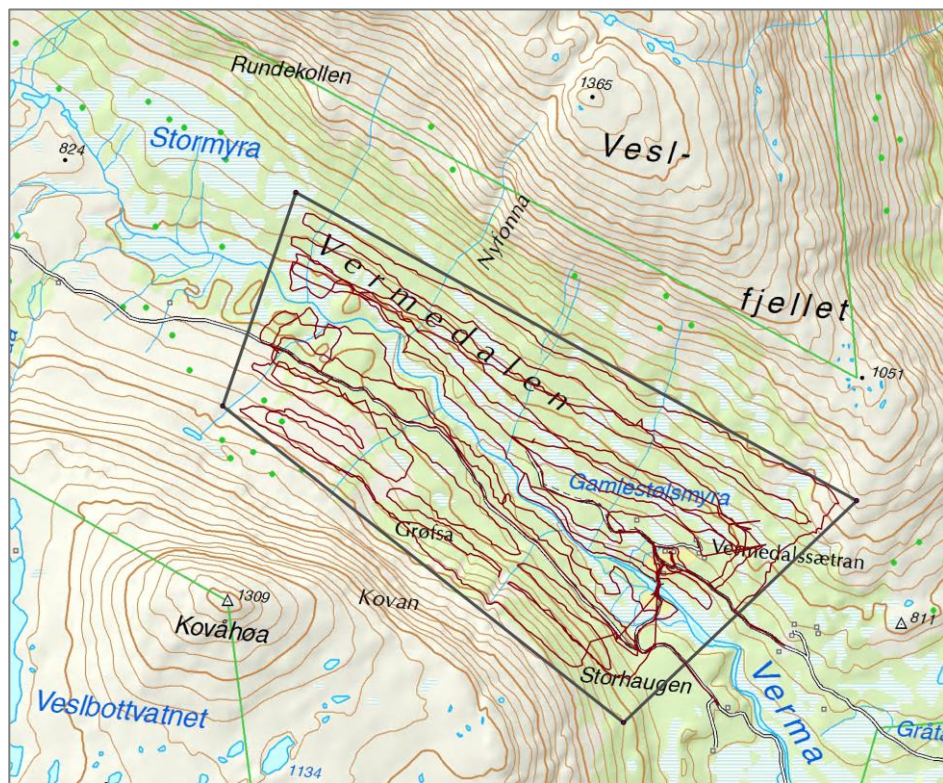 Rundekollen
1365
Stormyra
824
Vesl-
Nyfonna
Vermedalen
fjellet
1051
Gamlestølsmyra
Grøfsa
Vermedalssætran
1309
Kovan
811
Kovåhøa
Storhaugen
Veslbottvatnet
Verma
1134